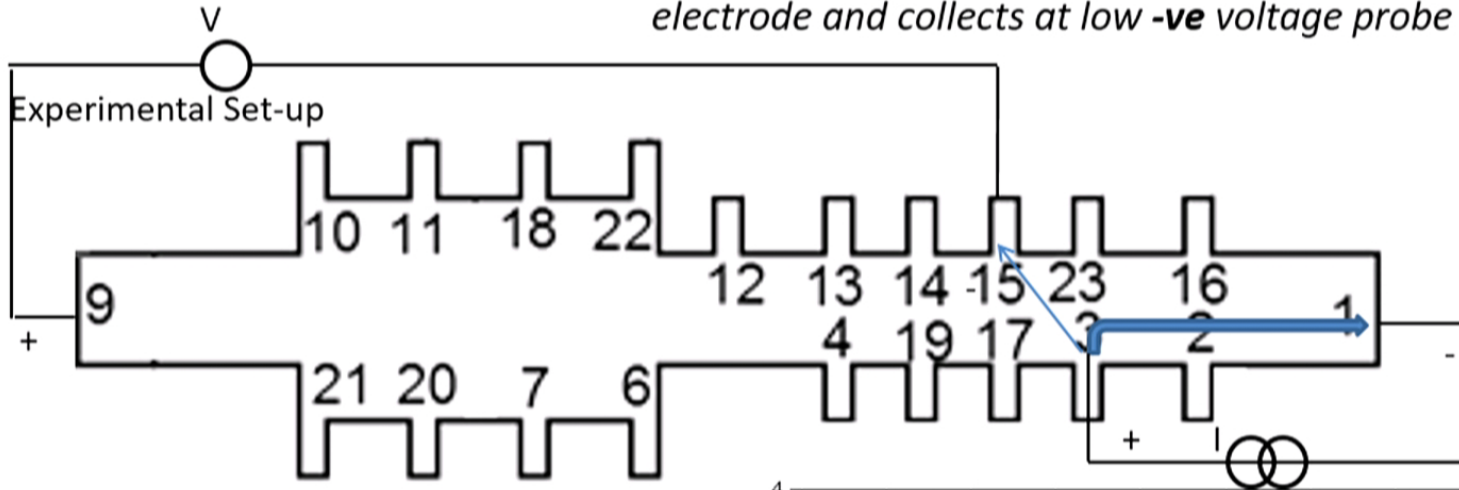 electrode and collects at low -ve voltage probe
V
Experimental Set-up
10 11 18 22
12 13 14 -15 23 16
9
1
+
4 19 17 3 2
-
21 20 7 6
+ I